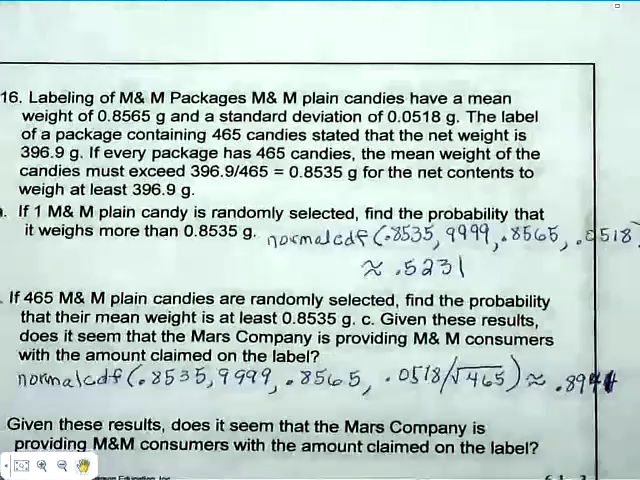 16. Labeling of M& M Packages M& M plain candies have a mean
weight of 0.8565 g and a standard deviation of 0.0518 g. The label
of a package containing 465 candies stated that the net weight is
396.9 g. If every package has 465 candies, the mean weight of the
candies must exceed 396.9/465 = 0.8535 g for the net contents to
weigh at least 396.9 g.
. If 1 M& M plain candy is randomly selected, find the probability that
it weighs more than 0.8535 g. normalcdf (.8535, 9999, .8565, .0518)
≈ .5231
. If 465 M& M plain candies are randomly selected, find the probability
that their mean weight is at least 0.8535 g. c. Given these results,
does it seem that the Mars Company is providing M& M consumers
with the amount claimed on the label?
normalcdf (.8535, 9999, .8565, .0518/√465) ≈
Given these results, does it seem that the Mars Company is
providing M&M consumers with the amount claimed on the label?